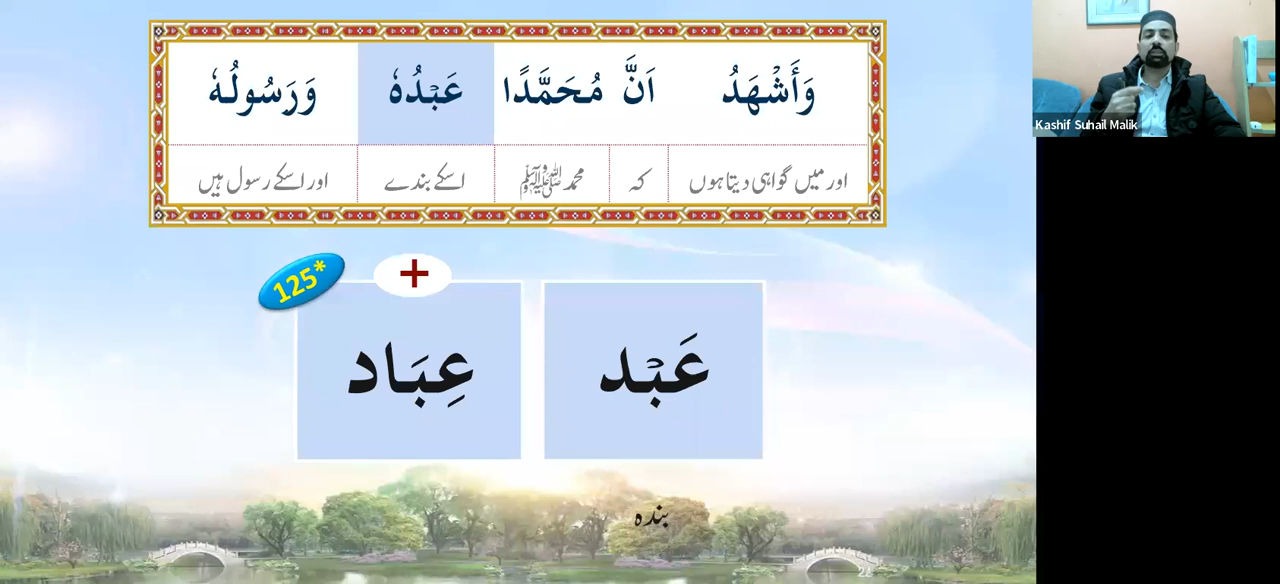 وَأَشْهَدُ اَنَّ مُحَمَّدًا عَبْدُهٗ وَرَسُولُهٗ
اور میں گواہی دیتا ہوں کہ محمد ﷺ اسکے بندے اور اسکے رسول ہیں
Kashif Suhail Malik
125*
+
عَبْد عِبَاد
بندہ